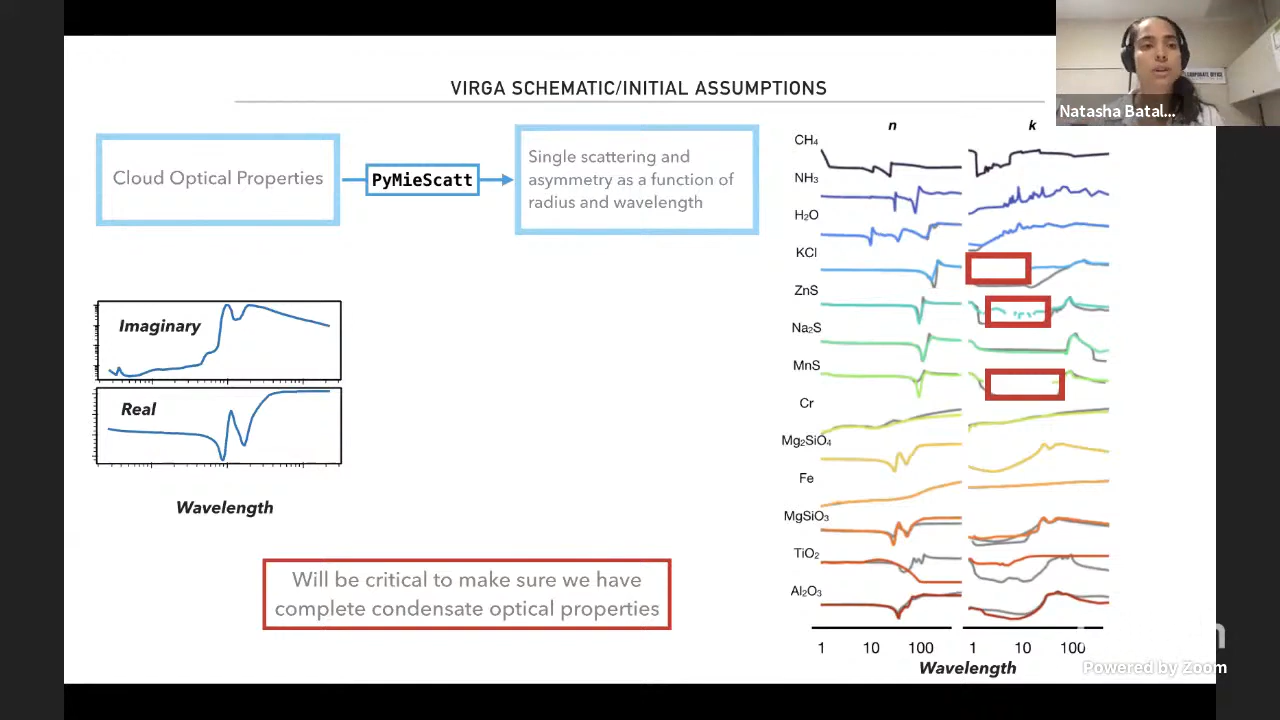 VIRGA SCHEMATIC/INITIAL ASSUMPTIONS
CORPORATE OFFICE
Natasha Batal...
Cloud Optical Properties
PyMieScatt
Single scattering and
asymmetry as a function of
radius and wavelength
Imaginary
Real
Wavelength
Will be critical to make sure we have
complete condensate optical properties
n
k
CH₄
NH₃
H₂O
KCl
ZnS
Na₂S
MnS
Cr
Mg₂SiO₄
Fe
MgSiO₃
TiO₂
Al₂O₃
1 10 100 1 10 100
Wavelength
Powered by Zoom